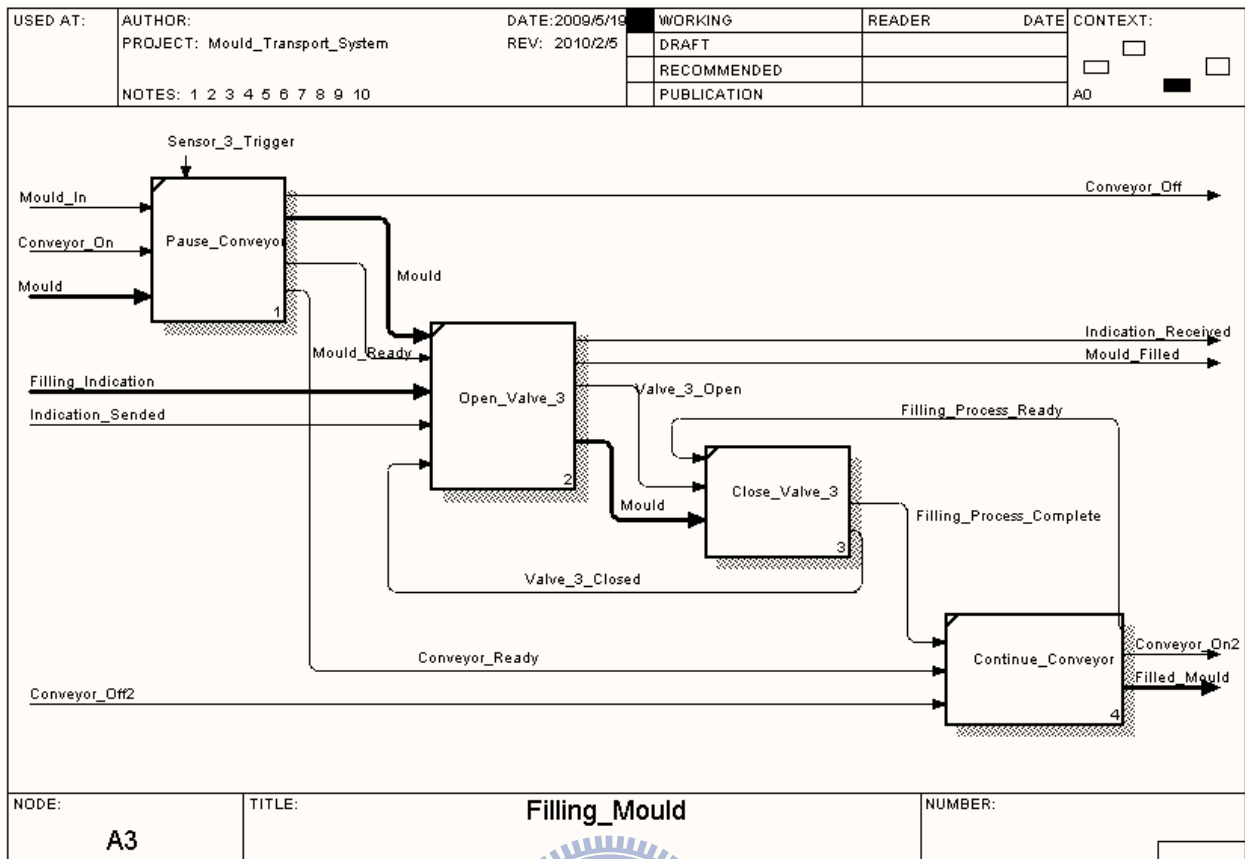 USED AT: AUTHOR: DATE:2009/5/19 WORKING READER DATE CONTEXT:
PROJECT: Mould_Transport_System REV: 2010/2/5 DRAFT
RECOMMENDED
NOTES: 1 2 3 4 5 6 7 8 9 10 PUBLICATION A0
Sensor_3_Trigger
Mould_In Conveyor_Off
Conveyor_On Pause_Conveyor
Mould Mould
1
Indication_Received
Mould_Ready Mould_Filled
Filling_Indication Open_Valve_3 Valve_3_Open
Indication_Sended Filling_Process_Ready
2 Close_Valve_3
Mould Filling_Process_Complete
3
Valve_3_Closed
Conveyor_Ready Continue_Conveyor Conveyor_On2
Conveyor_Off2 Filled_Mould
4
NODE: TITLE: Filling_Mould NUMBER:
A3